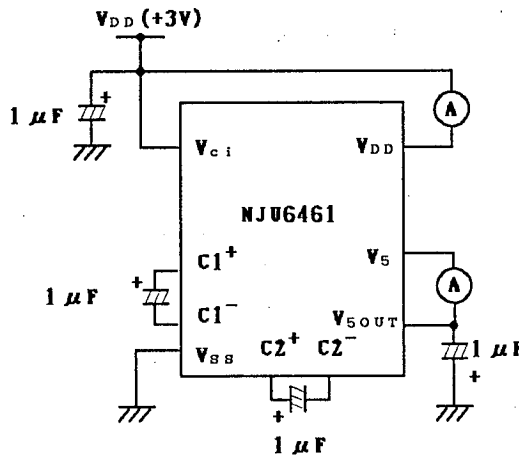 VDD (+3V)
+
1 μF
A
Vci
VDD
NJU6461
C1+
V5
1 μF
+
A
C1-
V5OUT
VSS
C2+ C2-
1 μF
+
+
1 μF